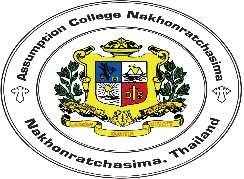 Assumption College Nakhonratchasima
Nakhonratchasima, Thailand